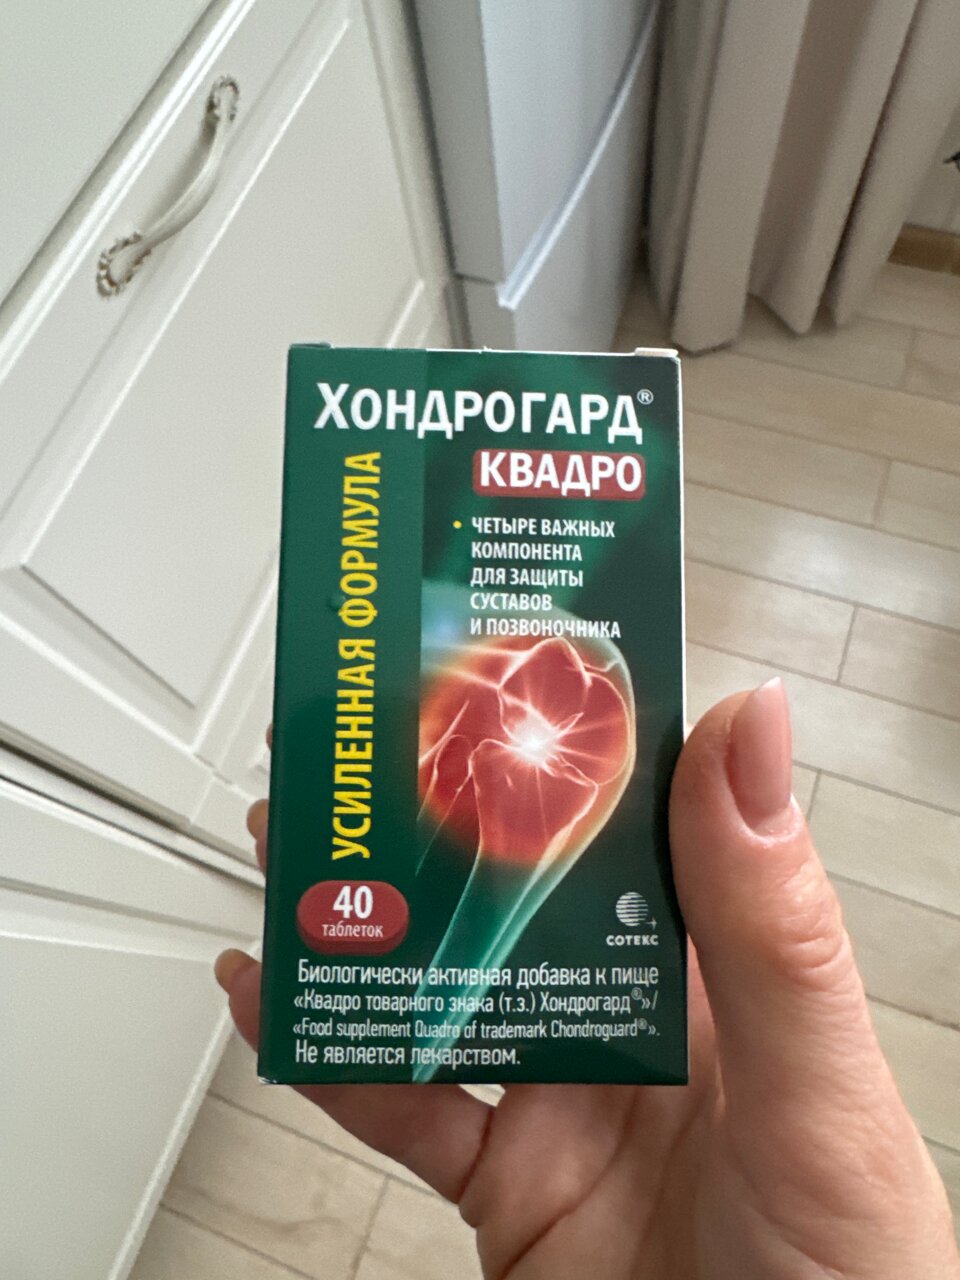 ХОНДРОГАРД®
КВАДРО
УСИЛЕННАЯ ФОРМУЛА
• ЧЕТЫРЕ ВАЖНЫХ
КОМПОНЕНТА
ДЛЯ ЗАЩИТЫ
СУСТАВОВ
И ПОЗВОНОЧНИКА
40
таблеток
СОТЕКС
Биологически активная добавка к пище
«Квадро товарного знака (т.з.) Хондрогард®»/
«Food supplement Quadro of trademark Chondroguard®».
Не является лекарством.